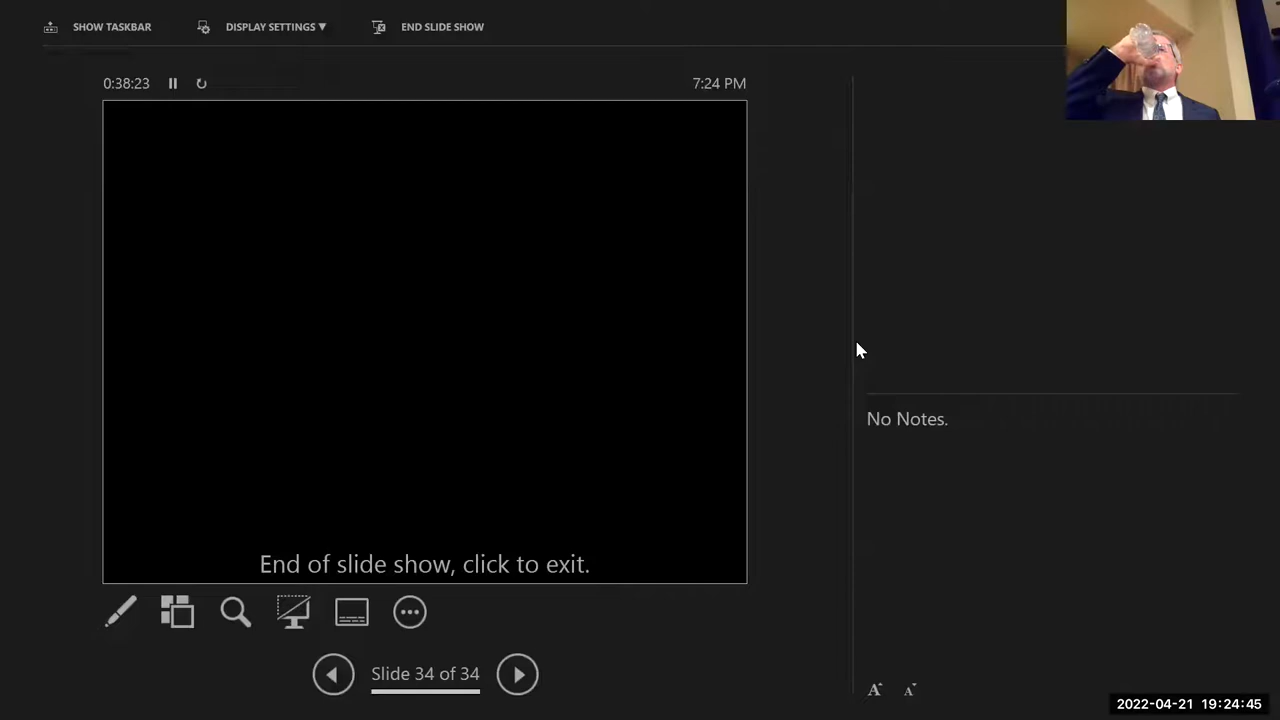 SHOW TASKBAR
DISPLAY SETTINGS ▼
END SLIDE SHOW
0:38:23
7:24 PM
No Notes.
End of slide show, click to exit.
Slide 34 of 34
A A
2022-04-21 19:24:45